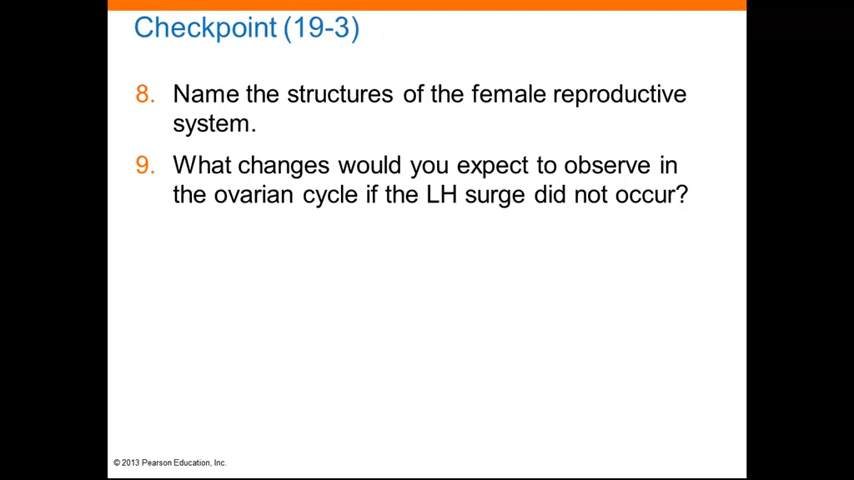 Checkpoint (19-3)
8. Name the structures of the female reproductive
system.
9. What changes would you expect to observe in
the ovarian cycle if the LH surge did not occur?
© 2013 Pearson Education, Inc.